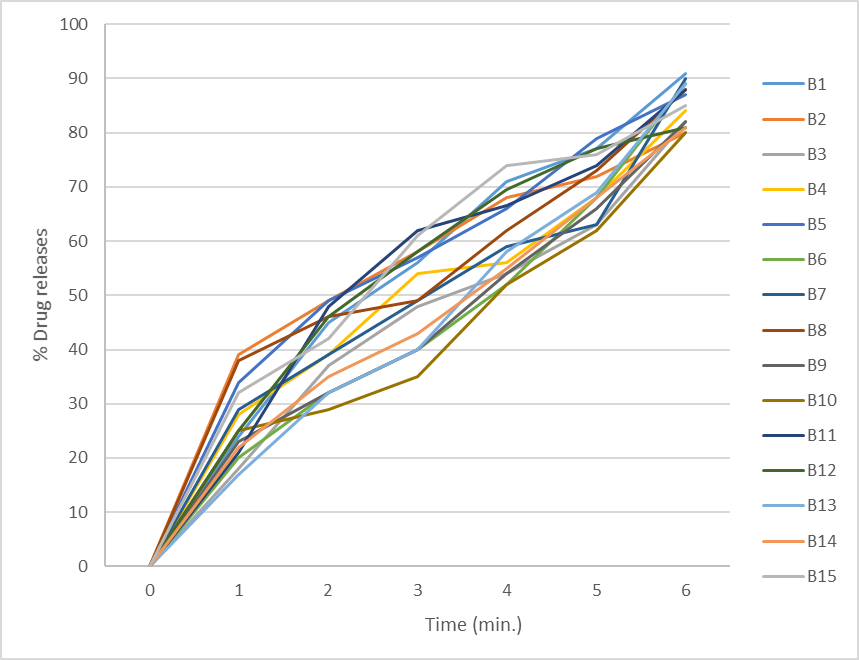 100
90
80
70
60
50
40
30
20
10
0
% Drug releases
0 1 2 3 4 5 6
Time (min.)
B1
B2
B3
B4
B5
B6
B7
B8
B9
B10
B11
B12
B13
B14
B15